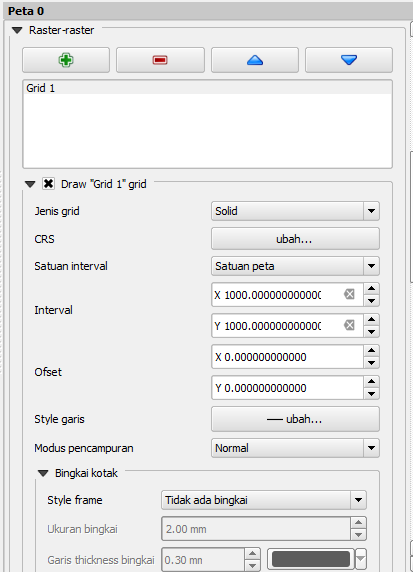 Peta 0
Raster-raster
Grid 1
Draw "Grid 1" grid
Jenis grid Solid
CRS ubah...
Satuan interval Satuan peta
X 1000.000000000000
Interval
Y 1000.000000000000
X 0.000000000000
Ofset
Y 0.000000000000
Style garis ubah...
Modus pencampuran Normal
Bingkai kotak
Style frame Tidak ada bingkai
Ukuran bingkai 2.00 mm
Garis thickness bingkai 0.30 mm